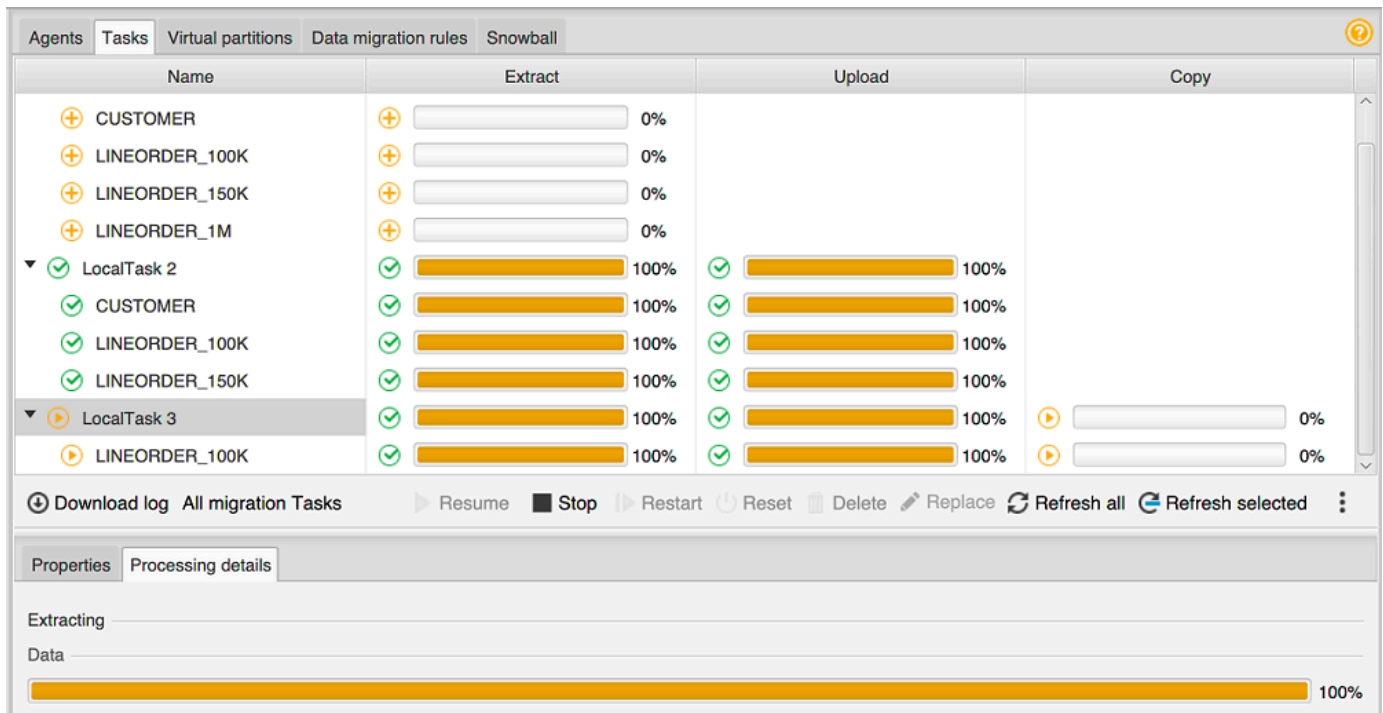 Agents Tasks Virtual partitions Data migration rules Snowball
Name Extract Upload Copy
CUSTOMER 0%
LINEORDER_100K 0%
LINEORDER_150K 0%
LINEORDER_1M 0%
LocalTask 2 100% 100%
CUSTOMER 100% 100%
LINEORDER_100K 100% 100%
LINEORDER_150K 100% 100%
LocalTask 3 100% 100% 0%
LINEORDER_100K 100% 100% 0%
Download log All migration Tasks Resume Stop Restart Reset Delete Replace Refresh all Refresh selected
Properties Processing details
Extracting
Data
100%